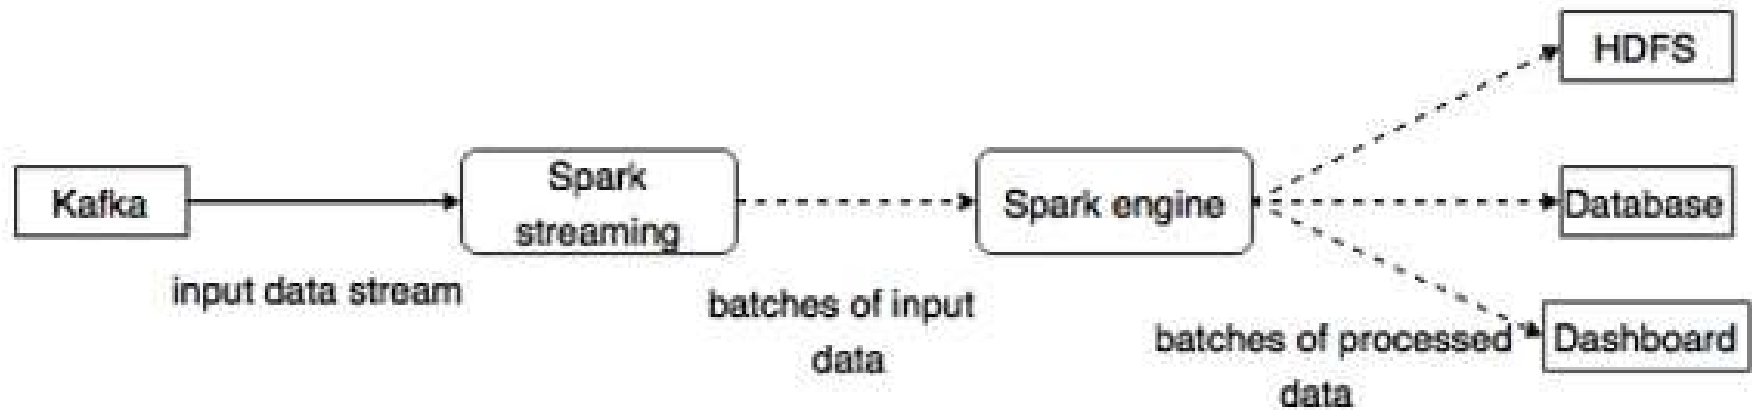 Kafka
input data stream
Spark
streaming
batches of input
data
Spark engine
batches of processed
data
HDFS
Database
Dashboard